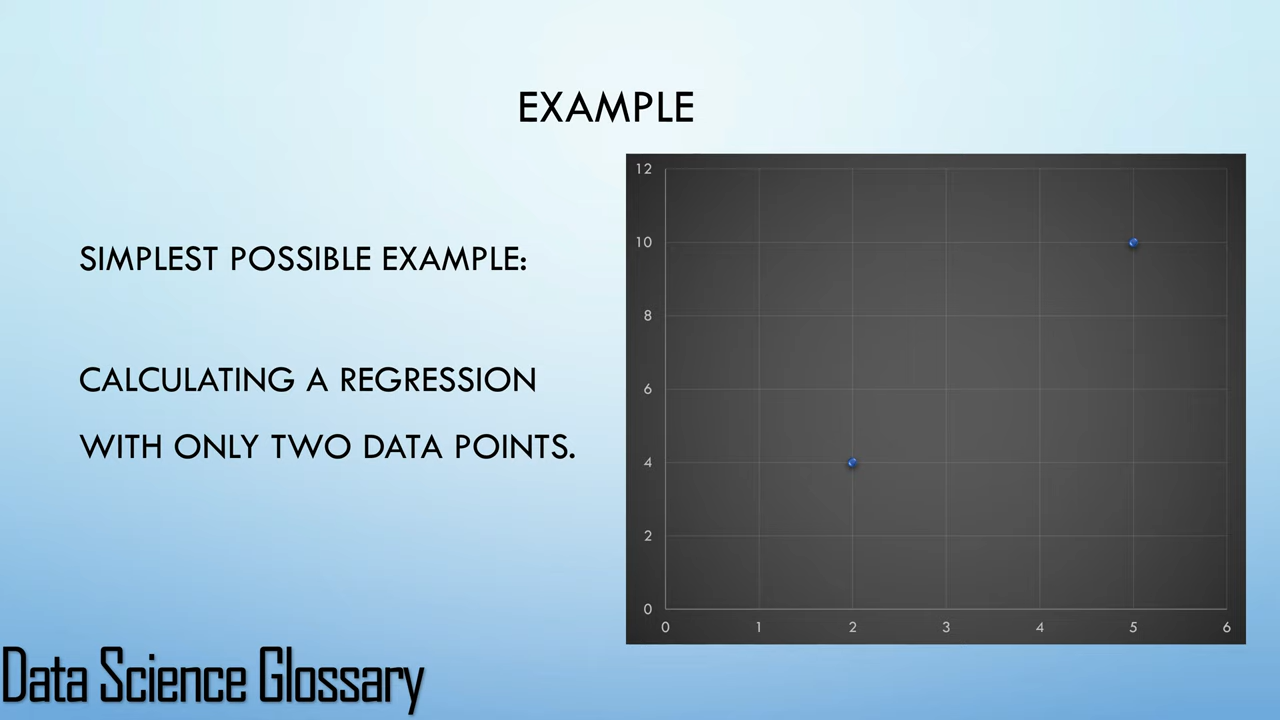 EXAMPLE
SIMPLEST POSSIBLE EXAMPLE:
CALCULATING A REGRESSION
WITH ONLY TWO DATA POINTS.
12
10
8
6
4
2
0
0 1 2 3 4 5 6
Data Science Glossary